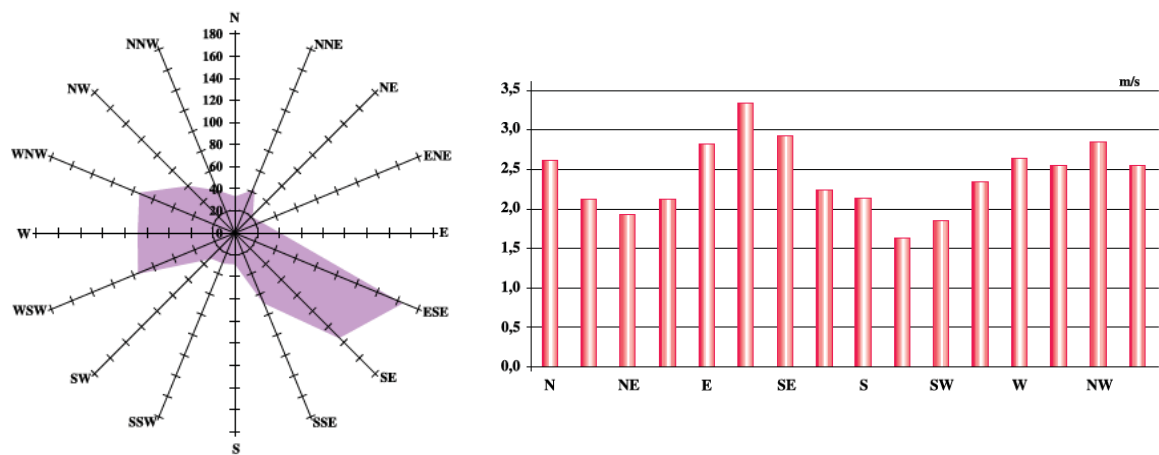 N
NNE
NE
ENE
E
ESE
SE
SSE
S
SSW
SW
WSW
W
WNW
NW
NNW
180
160
140
120
100
80
60
40
20
0
m/s
3,5
3,0
2,5
2,0
1,5
1,0
0,5
0,0
N NE E SE S SW W NW